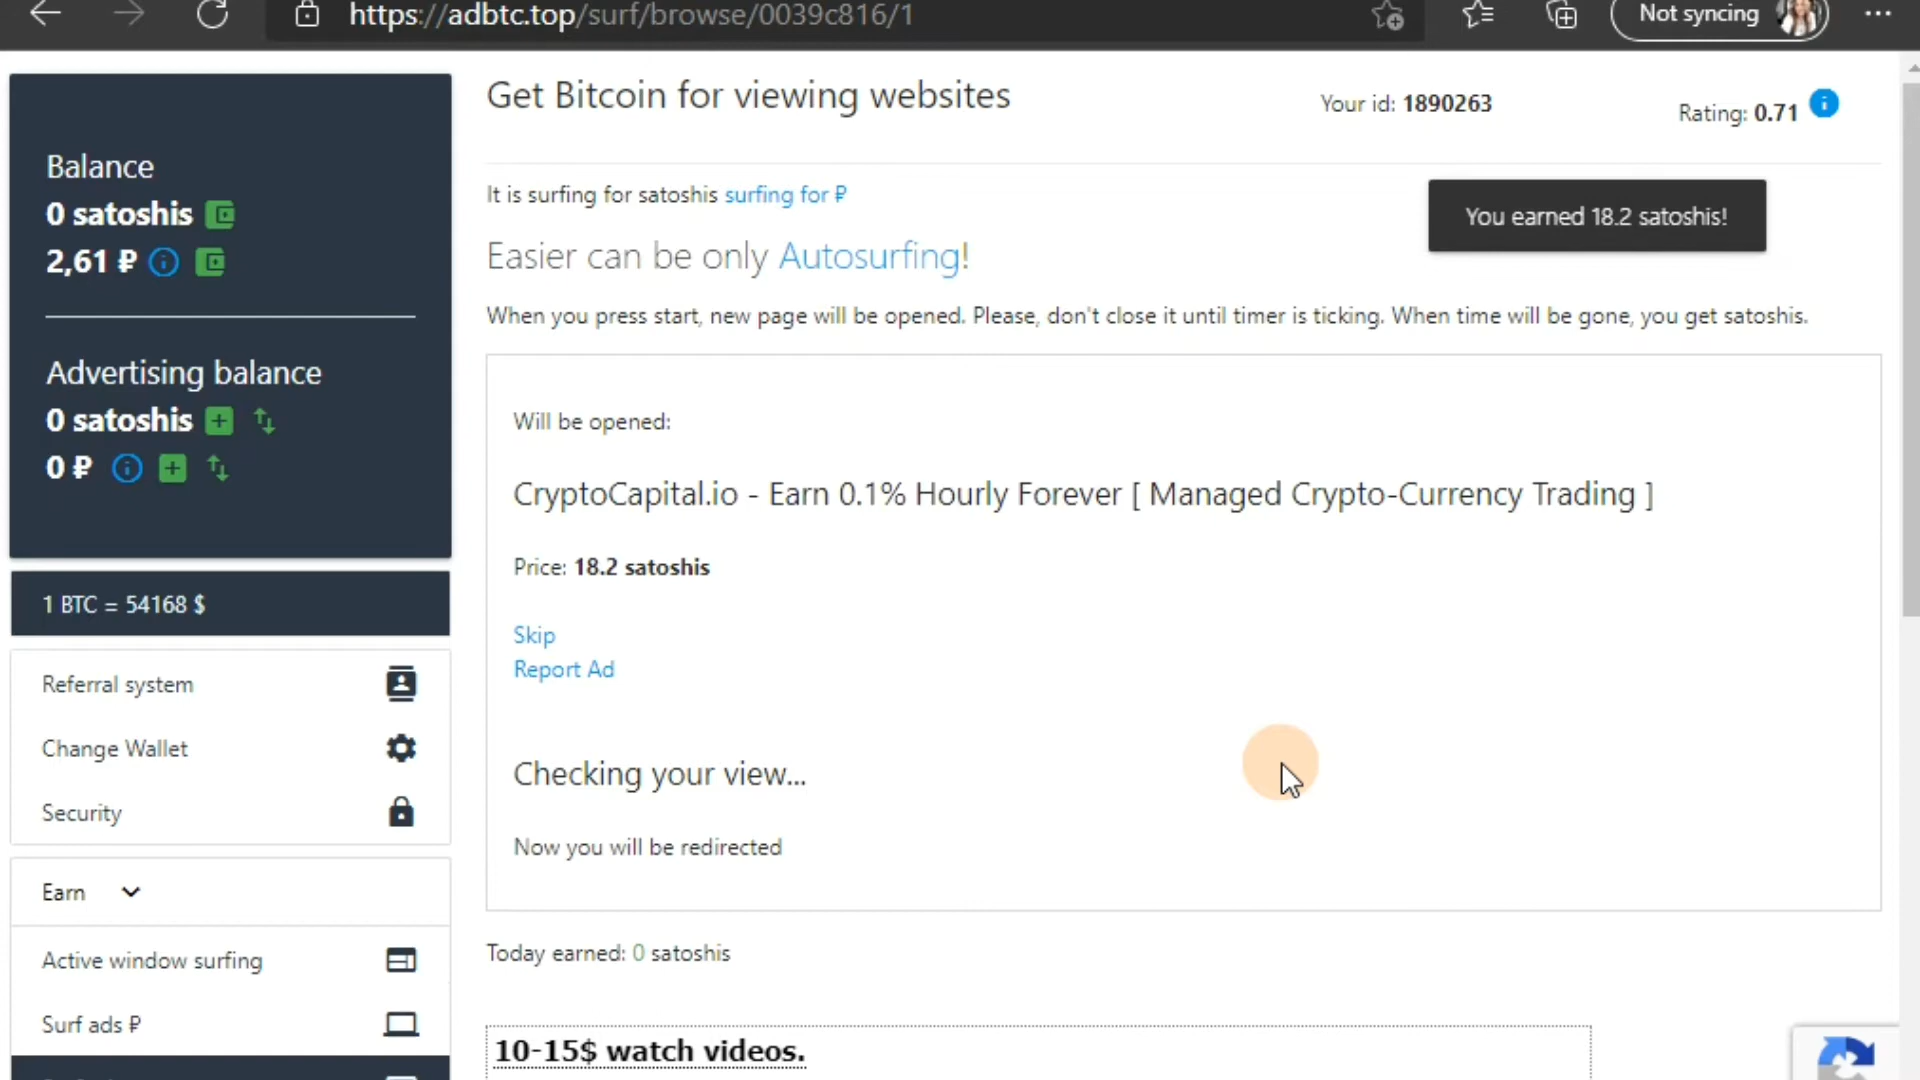 https://adbtc.top/surf/browse/0039c816/1
Not syncing
Balance
0 satoshis
2,61 ₽
Advertising balance
0 satoshis
0 ₽
1 BTC = 54168 $
Referral system
Change Wallet
Security
Earn
Active window surfing
Surf ads ₽
Get Bitcoin for viewing websites
Your id: 1890263
Rating: 0.71
It is surfing for satoshis surfing for ₽
You earned 18.2 satoshis!
Easier can be only Autosurfing!
When you press start, new page will be opened. Please, don't close it until timer is ticking. When time will be gone, you get satoshis.
Will be opened:
CryptoCapital.io - Earn 0.1% Hourly Forever [ Managed Crypto-Currency Trading ]
Price: 18.2 satoshis
Skip
Report Ad
Checking your view...
Now you will be redirected
Today earned: 0 satoshis
10-15$ watch videos.